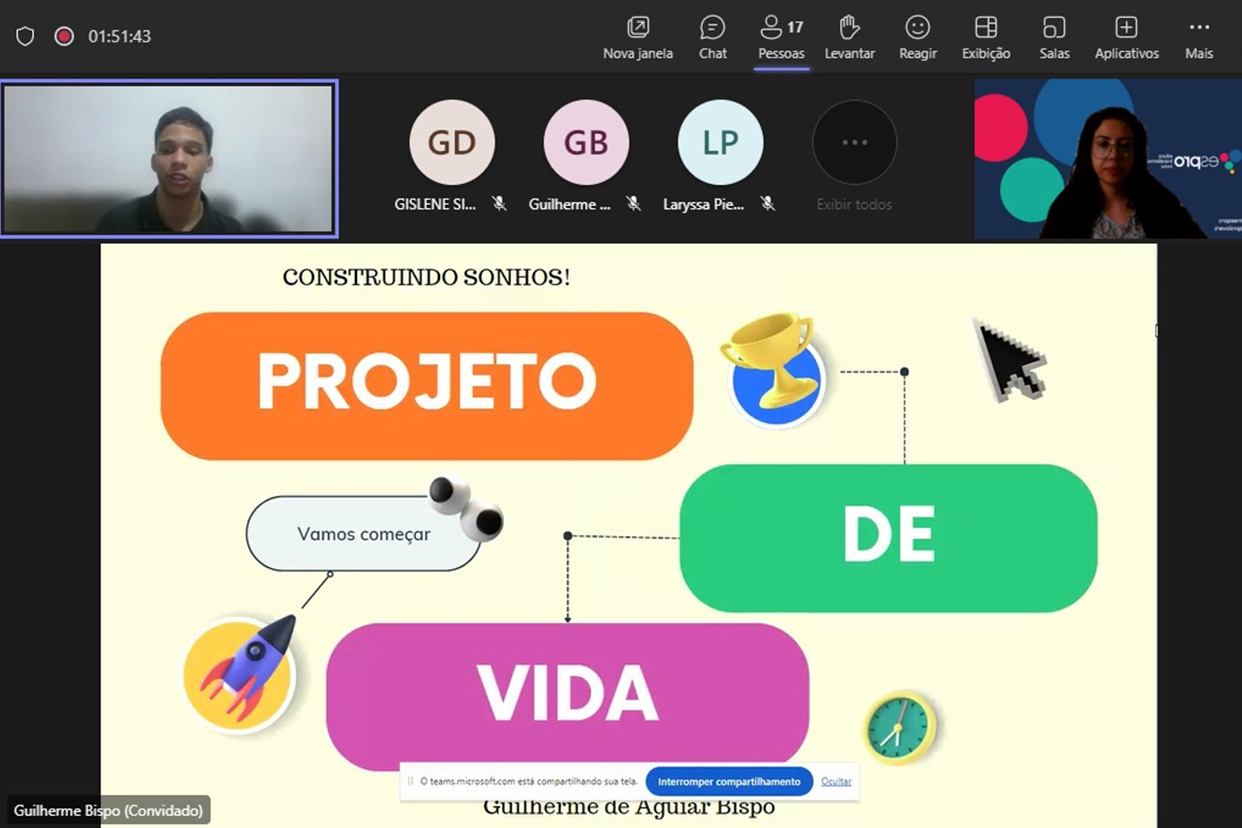 01:51:43
Nova janela
Chat
17
Pessoas
Levantar
Reagir
Exibição
Salas
Aplicativos
Mais
GD
GB
LP
GISLENE SI...
Guilherme ...
Laryssa Pie...
Exibir todos
espro
CONSTRUINDO SONHOS!
PROJETO
DE
Vamos começar
VIDA
O teams.microsoft.com está compartilhando sua tela.
Interromper compartilhamento
Ocultar
Guilherme Bispo (Convidado)
Guilherme de Aguiar Bispo